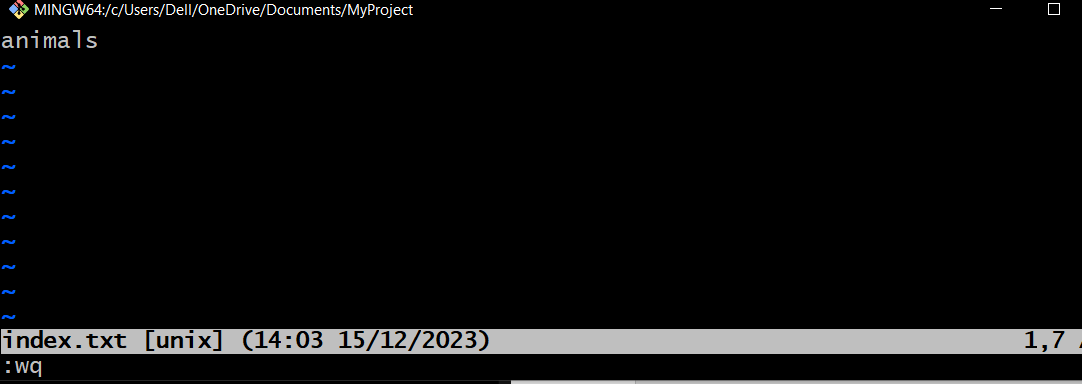 MINGW64:/c/Users/Dell/OneDrive/Documents/MyProject
animals
~
~
~
~
~
~
~
~
~
~
~
index.txt [unix] (14:03 15/12/2023) 1,7
:wq